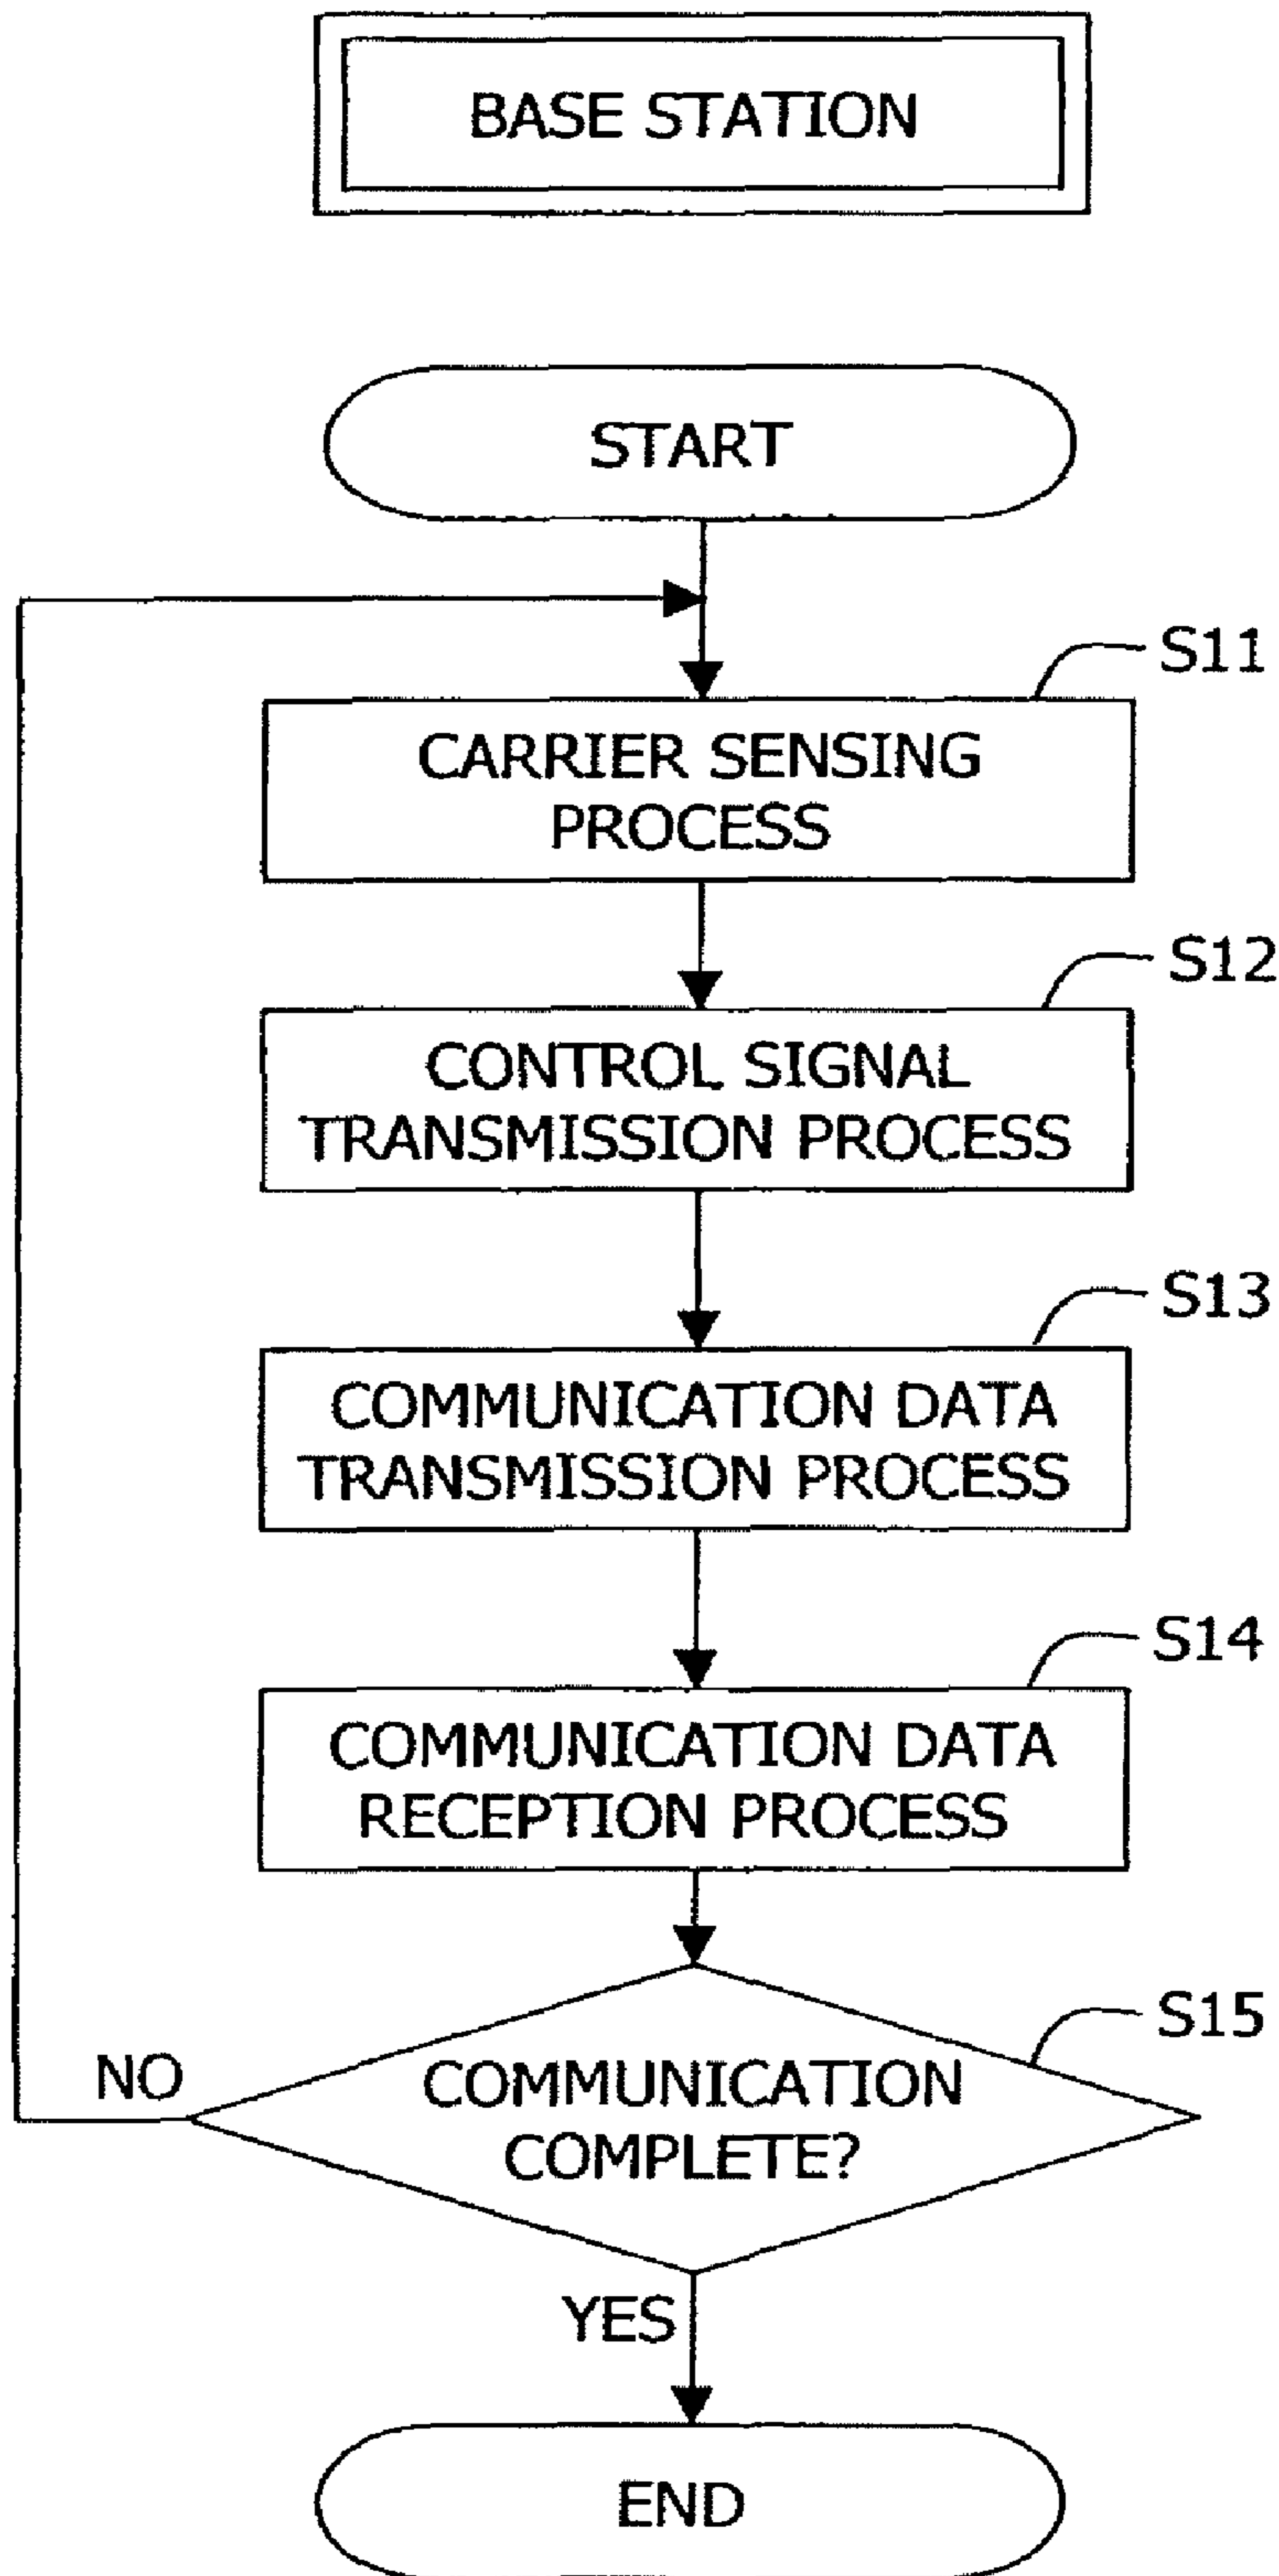 BASE STATION
START
S11
CARRIER SENSING
PROCESS
S12
CONTROL SIGNAL
TRANSMISSION PROCESS
S13
COMMUNICATION DATA
TRANSMISSION PROCESS
S14
COMMUNICATION DATA
RECEPTION PROCESS
S15
NO
COMMUNICATION
COMPLETE?
YES
END